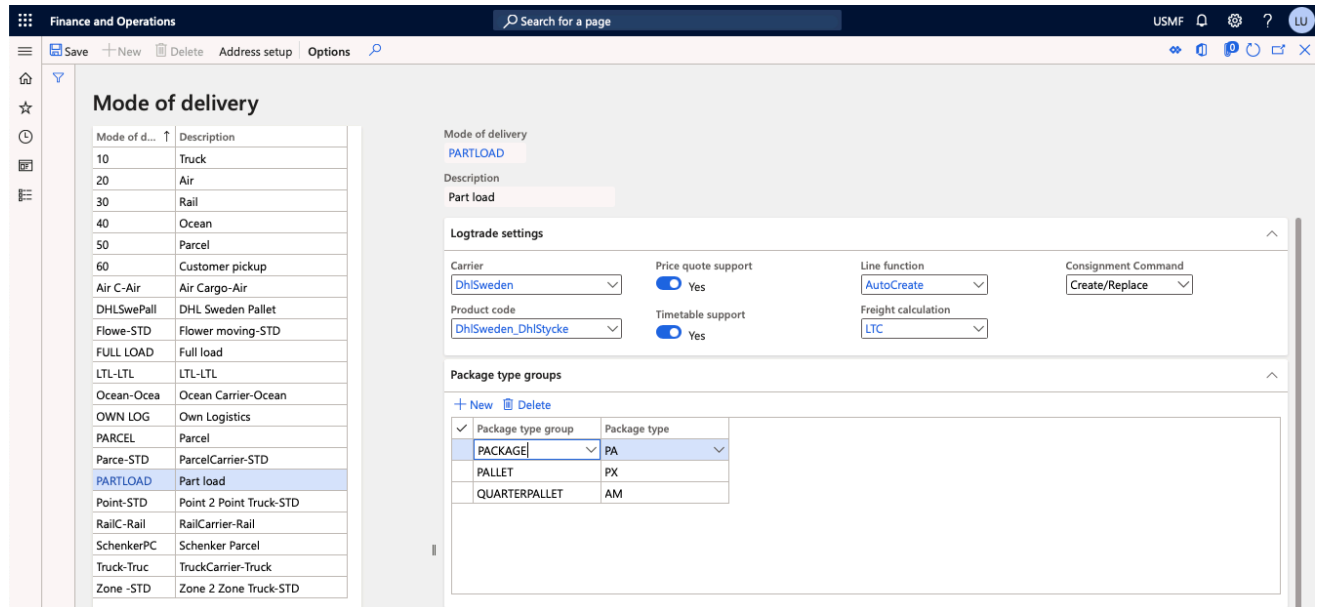 Finance and Operations
Search for a page
USMF
?
LU
Save
New
Delete
Address setup
Options
0
Mode of delivery
Mode of d... ↑ Description
10 Truck
20 Air
30 Rail
40 Ocean
50 Parcel
60 Customer pickup
Air C-Air Air Cargo-Air
DHLSwePall DHL Sweden Pallet
Flowe-STD Flower moving-STD
FULL LOAD Full load
LTL-LTL LTL-LTL
Ocean-Ocea Ocean Carrier-Ocean
OWN LOG Own Logistics
PARCEL Parcel
Parce-STD ParcelCarrier-STD
PARTLOAD Part load
Point-STD Point 2 Point Truck-STD
RailC-Rail RailCarrier-Rail
SchenkerPC Schenker Parcel
Truck-Truc TruckCarrier-Truck
Zone -STD Zone 2 Zone Truck-STD
Mode of delivery
PARTLOAD
Description
Part load
Logtrade settings
Carrier
DhlSweden
Product code
DhlSweden_DhlStycke
Price quote support
Yes
Timetable support
Yes
Line function
AutoCreate
Freight calculation
LTC
Consignment Command
Create/Replace
Package type groups
New
Delete
Package type group Package type
PACKAGE PA
PALLET PX
QUARTERPALLET AM